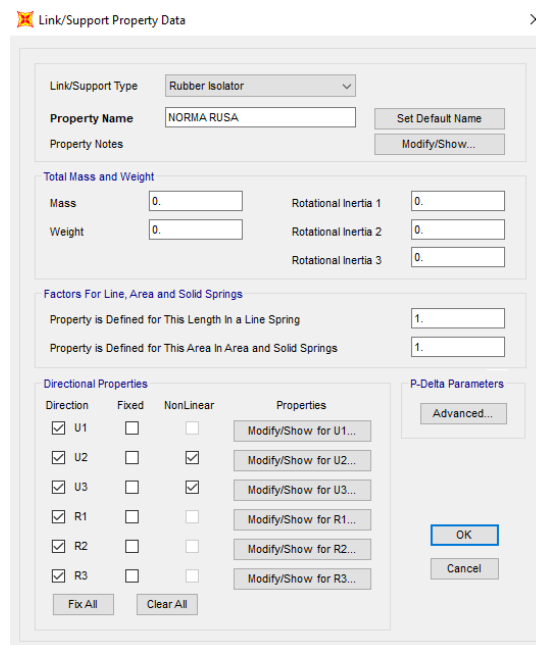 Link/Support Property Data
Link/Support Type Rubber Isolator
Property Name NORMA RUSA Set Default Name
Property Notes Modify/Show...
Total Mass and Weight
Mass 0. Rotational Inertia 1 0.
Weight 0. Rotational Inertia 2 0.
Rotational Inertia 3 0.
Factors For Line, Area and Solid Springs
Property is Defined for This Length In a Line Spring 1.
Property is Defined for This Area In Area and Solid Springs 1.
Directional Properties P-Delta Parameters
Direction Fixed NonLinear Properties Advanced...
U1 Modify/Show for U1...
U2 Modify/Show for U2...
U3 Modify/Show for U3...
R1 Modify/Show for R1...
R2 Modify/Show for R2... OK
R3 Modify/Show for R3... Cancel
Fix All Clear All